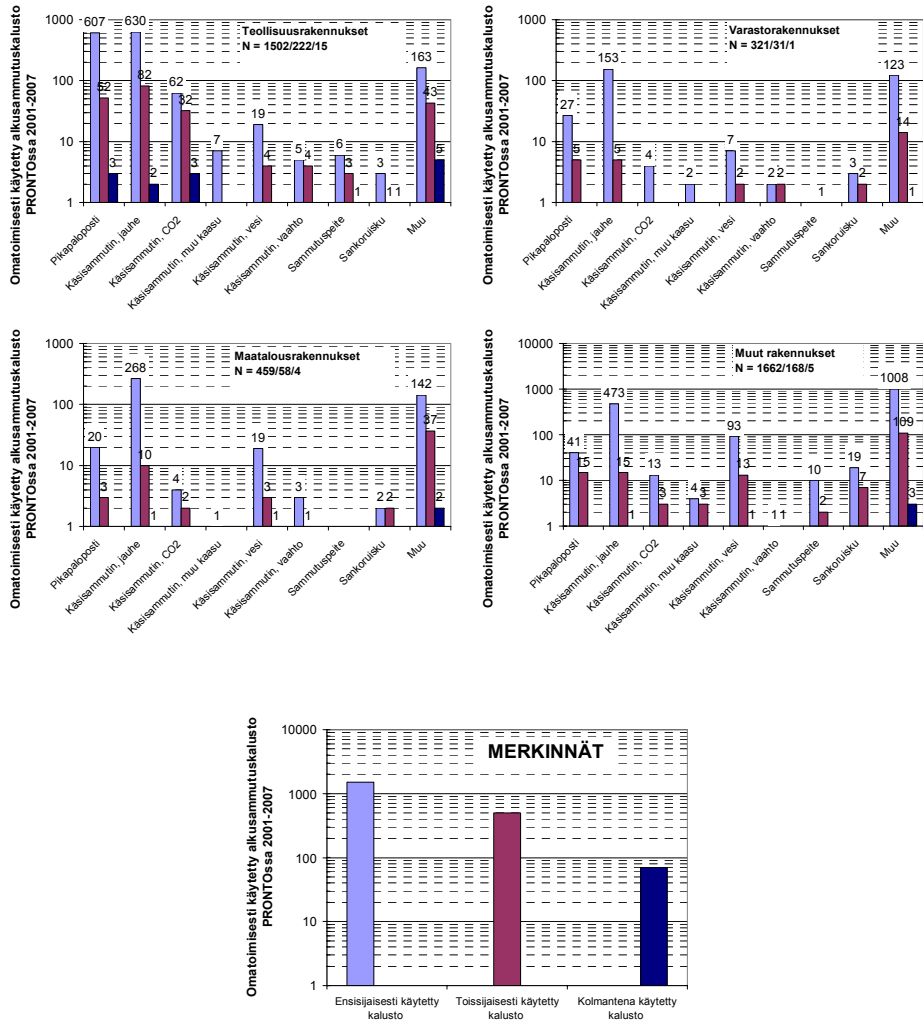 Omatoimisesti käytetty alkusammutuskalusto
PRONTOssa 2001-2007
Teollisuusrakennukset
N = 1502/222/15
1000
100
10
1
607 52 3
630 82 2
62 32 3
7
19 4
5 4
6 3 1
3 1 1
163 43 5
Pikapaloposti
Käsisammutin, jauhe
Käsisammutin, CO2
Käsisammutin, muu kaasu
Käsisammutin, vesi
Käsisammutin, vaahto
Sammutuspeite
Sankoruisku
Muu
Omatoimisesti käytetty alkusammutuskalusto
PRONTOssa 2001-2007
Varastorakennukset
N = 321/31/1
1000
100
10
1
27 5
153 5
4
2
7 2
2 2
1
3 2
123 14 1
Pikapaloposti
Käsisammutin, jauhe
Käsisammutin, CO2
Käsisammutin, muu kaasu
Käsisammutin, vesi
Käsisammutin, vaahto
Sammutuspeite
Sankoruisku
Muu
Omatoimisesti käytetty alkusammutuskalusto
PRONTOssa 2001-2007
Maatalousrakennukset
N = 459/58/4
1000
100
10
1
20 3
268 10 1
4 2
1
19 3 1
3 1
2 2
142 37 2
Pikapaloposti
Käsisammutin, jauhe
Käsisammutin, CO2
Käsisammutin, muu kaasu
Käsisammutin, vesi
Käsisammutin, vaahto
Sammutuspeite
Sankoruisku
Muu
Omatoimisesti käytetty alkusammutuskalusto
PRONTOssa 2001-2007
Muut rakennukset
N = 1662/168/5
10000
1000
100
10
1
41 15
473 15 1
13 3
4 3
93 13 1
1 1
10 2
19 7
1008 109 3
Pikapaloposti
Käsisammutin, jauhe
Käsisammutin, CO2
Käsisammutin, muu kaasu
Käsisammutin, vesi
Käsisammutin, vaahto
Sammutuspeite
Sankoruisku
Muu
Omatoimisesti käytetty alkusammutuskalusto
PRONTOssa 2001-2007
MERKINNÄT
10000
1000
100
10
1
Ensisijaisesti käytetty
kalusto
Toissijaisesti käytetty
kalusto
Kolmantena käytetty
kalusto